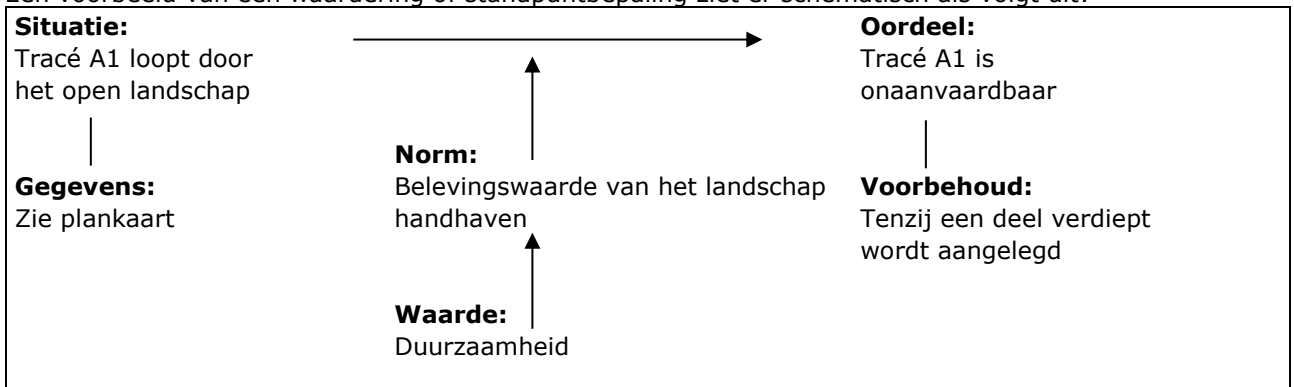 Een voorbeeld van een waardering of standpuntbepaling ziet er schematisch als volgt uit:
Situatie:
Tracé A1 loopt door
het open landschap
Oordeel:
Tracé A1 is
onaanvaardbaar
Norm:
Gegevens:
Belevingswaarde van het landschap
Voorbehoud:
Zie plankaart
handhaven
Tenzij een deel verdiept
wordt aangelegd
Waarde:
Duurzaamheid